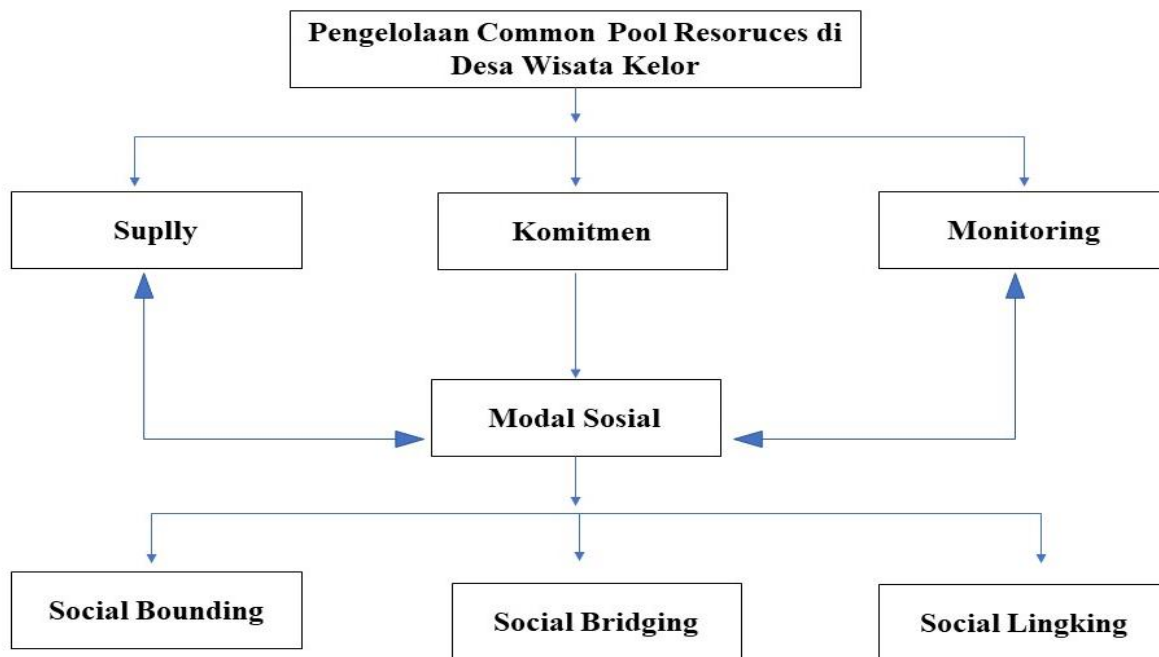 Pengelolaan Common Pool Resoruces di
Desa Wisata Kelor
Suplly
Komitmen
Monitoring
Modal Sosial
Social Bounding
Social Bridging
Social Lingking